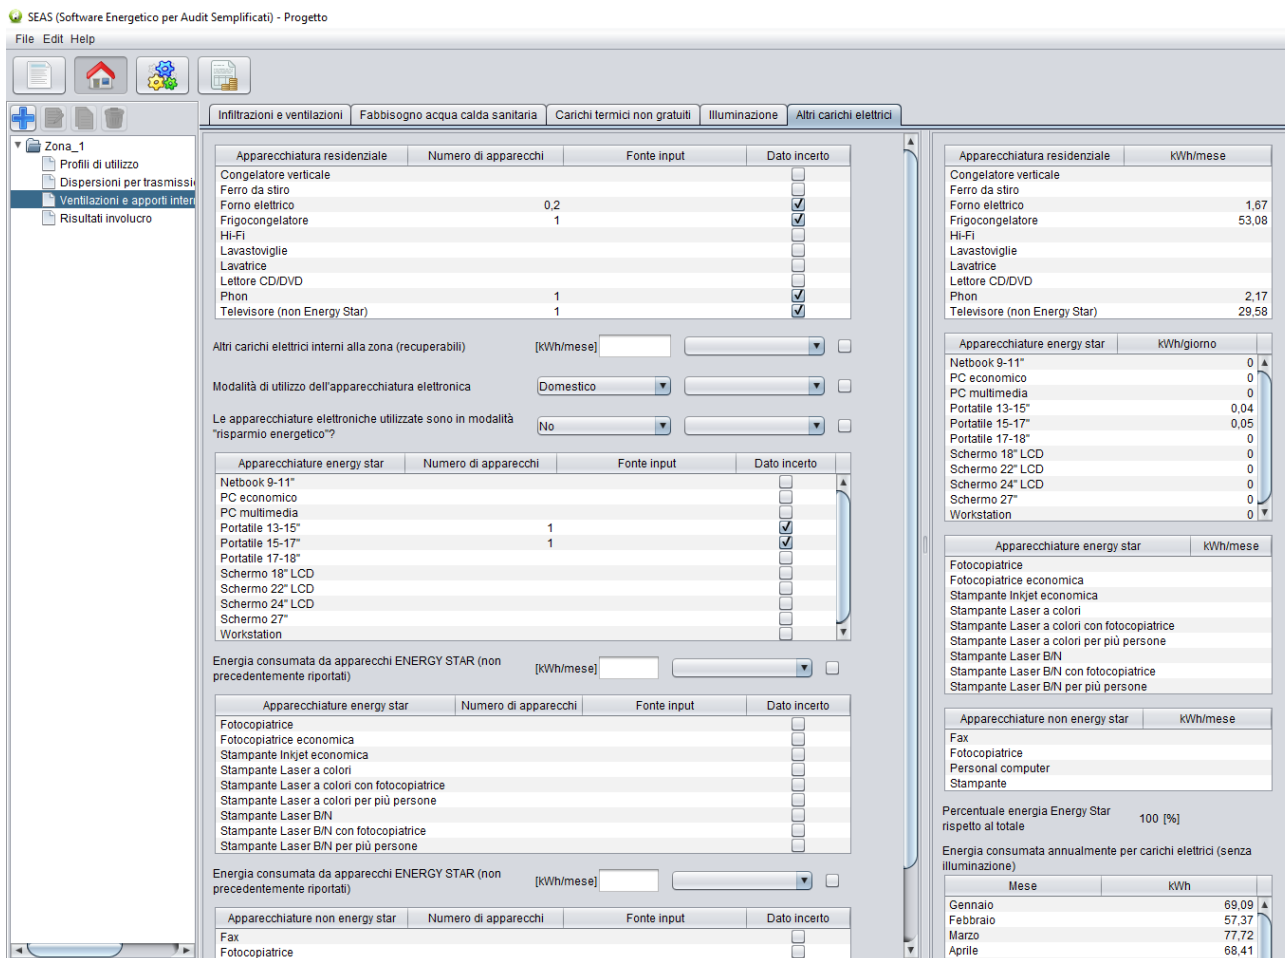 SEAS (Software Energetico per Audit Semplificati) - Progetto
File Edit Help
Zona_1
Profili di utilizzo
Dispersioni per trasmissi
Ventilazioni e apporti inter
Risultati involucro
Infiltrazioni e ventilazioni
Fabbisogno acqua calda sanitaria
Carichi termici non gratuiti
Illuminazione
Altri carichi elettrici
Apparecchiatura residenziale Numero di apparecchi Fonte input Dato incerto
Congelatore verticale
Ferro da stiro
Forno elettrico 0,2
Frigocongelatore 1
Hi-Fi
Lavastoviglie
Lavatrice
Lettore CD/DVD
Phon 1
Televisore (non Energy Star) 1
Altri carichi elettrici interni alla zona (recuperabili) [kWh/mese]
Modalità di utilizzo dell'apparecchiatura elettronica Domestico
Le apparecchiature elettroniche utilizzate sono in modalità
"risparmio energetico"? No
Apparecchiature energy star Numero di apparecchi Fonte input Dato incerto
Netbook 9-11"
PC economico
PC multimedia
Portatile 13-15" 1
Portatile 15-17" 1
Portatile 17-18"
Schermo 18" LCD
Schermo 22" LCD
Schermo 24" LCD
Schermo 27"
Workstation
Energia consumata da apparecchi ENERGY STAR (non
precedentemente riportati) [kWh/mese]
Apparecchiature energy star Numero di apparecchi Fonte input Dato incerto
Fotocopiatrice
Fotocopiatrice economica
Stampante Inkjet economica
Stampante Laser a colori
Stampante Laser a colori con fotocopiatrice
Stampante Laser a colori per più persone
Stampante Laser B/N
Stampante Laser B/N con fotocopiatrice
Stampante Laser B/N per più persone
Energia consumata da apparecchi ENERGY STAR (non
precedentemente riportati) [kWh/mese]
Apparecchiature non energy star Numero di apparecchi Fonte input Dato incerto
Fax
Fotocopiatrice
Apparecchiatura residenziale kWh/mese
Congelatore verticale
Ferro da stiro
Forno elettrico 1,67
Frigocongelatore 53,08
Hi-Fi
Lavastoviglie
Lavatrice
Lettore CD/DVD
Phon 2,17
Televisore (non Energy Star) 29,58
Apparecchiature energy star kWh/giorno
Netbook 9-11" 0
PC economico 0
PC multimedia 0
Portatile 13-15" 0,04
Portatile 15-17" 0,05
Portatile 17-18" 0
Schermo 18" LCD 0
Schermo 22" LCD 0
Schermo 24" LCD 0
Schermo 27" 0
Workstation 0
Apparecchiature energy star kWh/mese
Fotocopiatrice
Fotocopiatrice economica
Stampante Inkjet economica
Stampante Laser a colori
Stampante Laser a colori con fotocopiatrice
Stampante Laser a colori per più persone
Stampante Laser B/N
Stampante Laser B/N con fotocopiatrice
Stampante Laser B/N per più persone
Apparecchiature non energy star kWh/mese
Fax
Fotocopiatrice
Personal computer
Stampante
Percentuale energia Energy Star
rispetto al totale 100 [%]
Energia consumata annualmente per carichi elettrici (senza
illuminazione)
Mese kWh
Gennaio 69,09
Febbraio 57,37
Marzo 77,72
Aprile 68,41